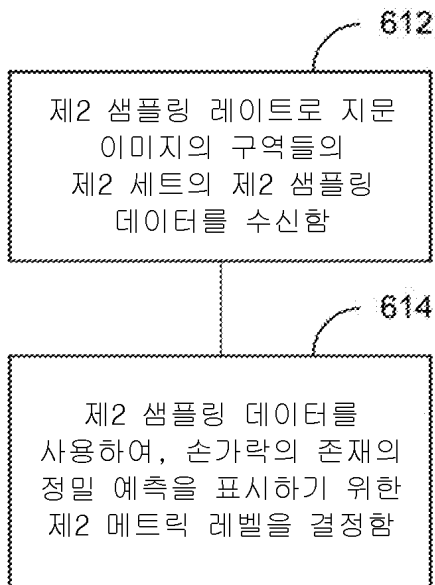 612
제2 샘플링 레이트로 지문
이미지의 구역들의
제2 세트의 제2 샘플링
데이터를 수신함
614
제2 샘플링 데이터를
사용하여, 손가락의 존재의
정밀 예측을 표시하기 위한
제2 메트릭 레벨을 결정함